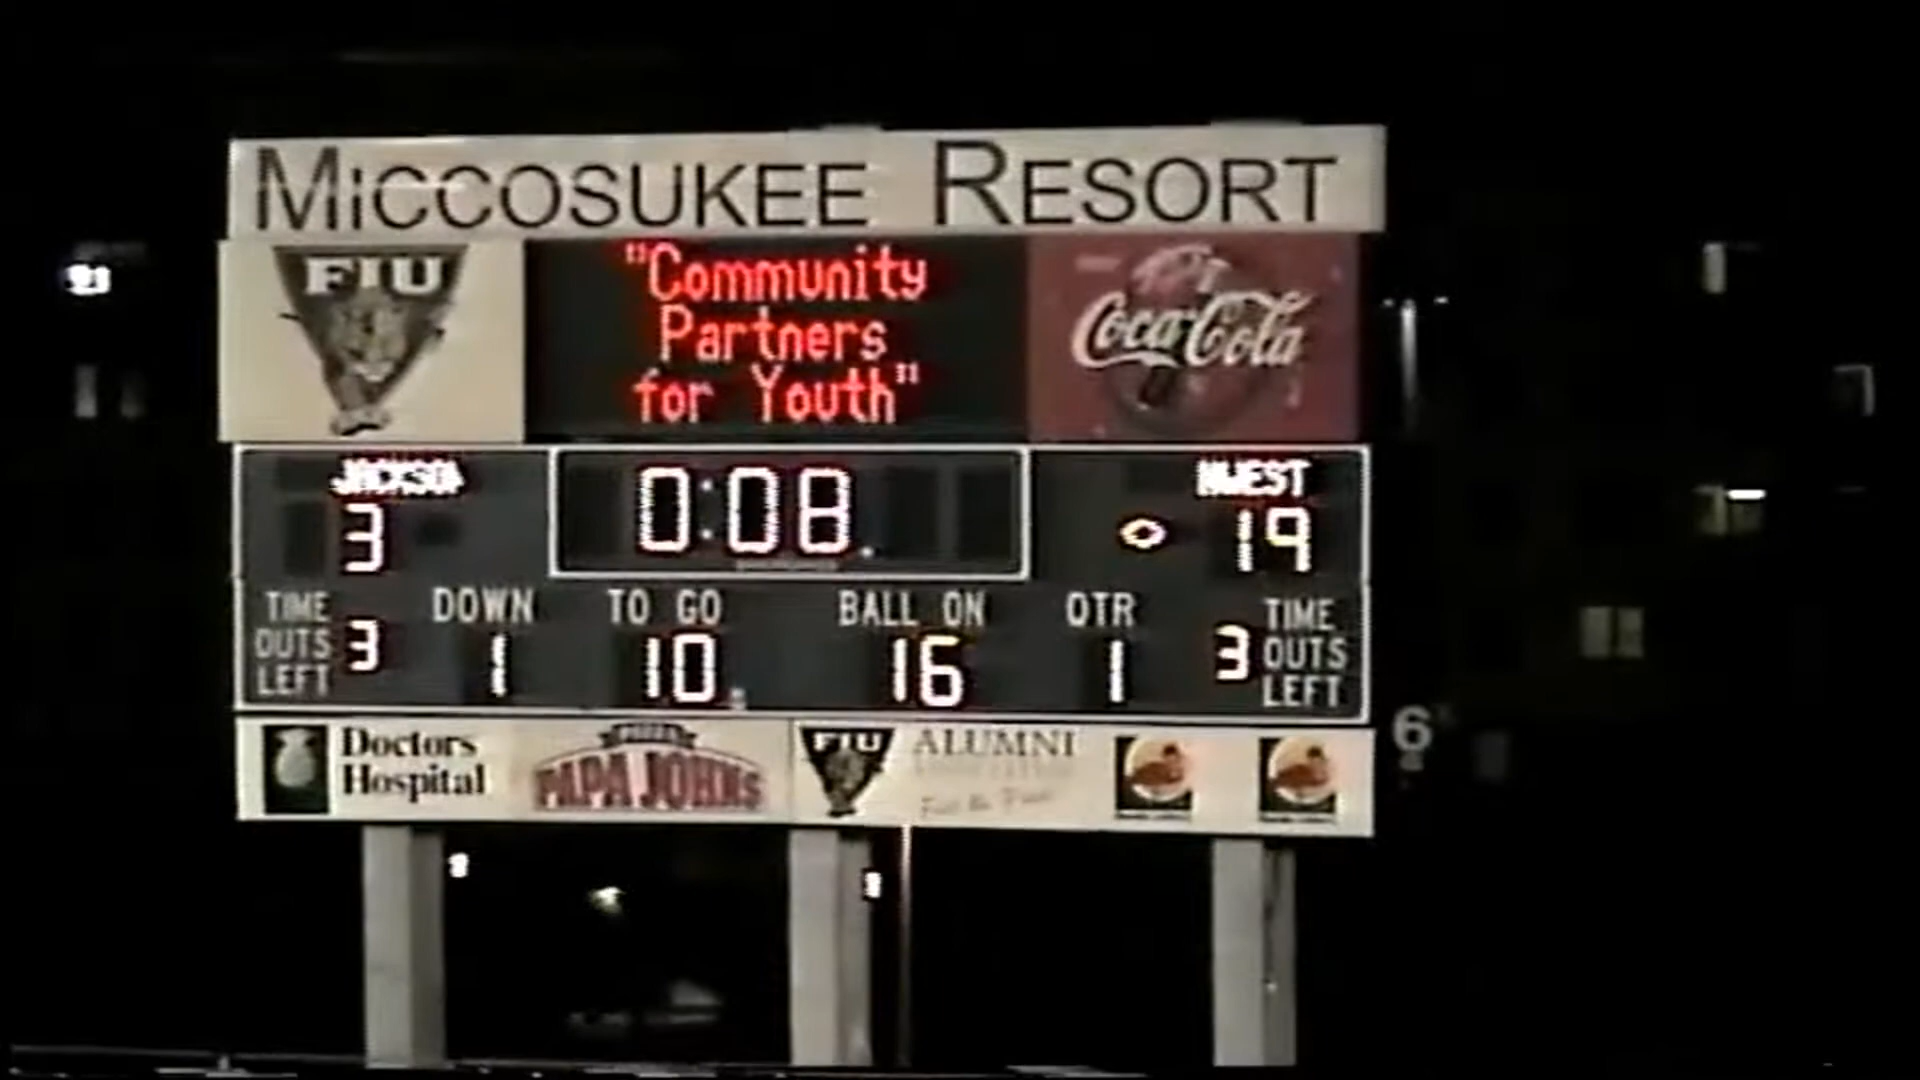 MICCOSUKEE RESORT
FIU
"Community
Partners
for Youth"
Coca-Cola
JACKSON
NWEST
3
0:08
19
TIME
OUTS
LEFT
3
DOWN
1
TO GO
10
BALL ON
16
QTR
1
3
TIME
OUTS
LEFT
Doctors
Hospital
PIZZA
PAPA JOHNS
FIU
ALUMNI
6